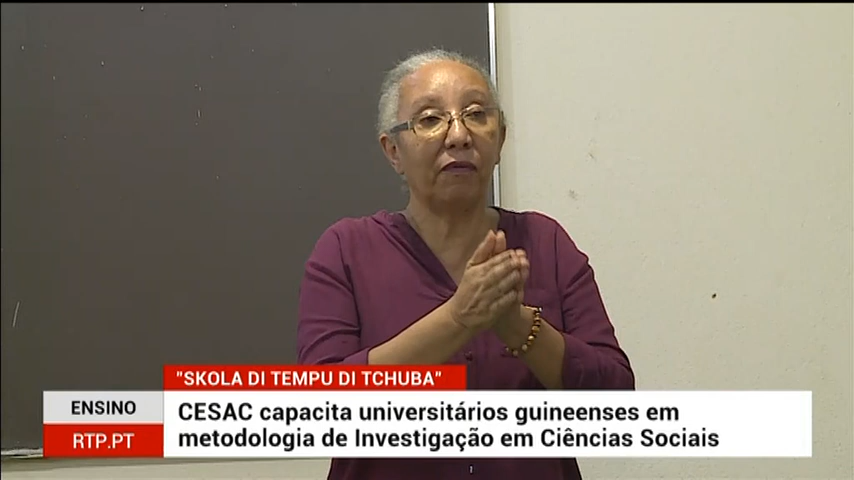 "SKOLA DI TEMPU DI TCHUBA"
ENSINO
RTP.PT
CESAC capacita universitários guineenses em
metodologia de Investigação em Ciências Sociais